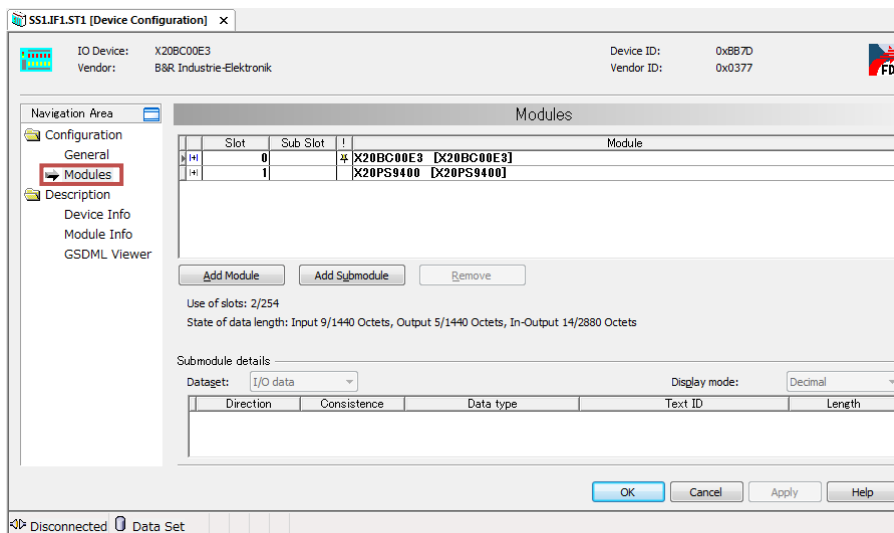 SS1.IF1.ST1 [Device Configuration] ×
IO Device: X20BC00E3 Device ID: 0xBB7D
Vendor: B&R Industrie-Elektronik Vendor ID: 0x0377
FD
Navigation Area
Modules
Configuration
General
Modules
Description
Device Info
Module Info
GSDML Viewer
Slot Sub Slot ! Module
0 X20BC00E3 [X20BC00E3]
1 X20PS9400 [X20PS9400]
Add Module Add Submodule Remove
Use of slots: 2/254
State of data length: Input 9/1440 Octets, Output 5/1440 Octets, In-Output 14/2880 Octets
Submodule details
Dataset: I/O data Display mode: Decimal
Direction Consistence Data type Text ID Length
OK Cancel Apply Help
Disconnected Data Set